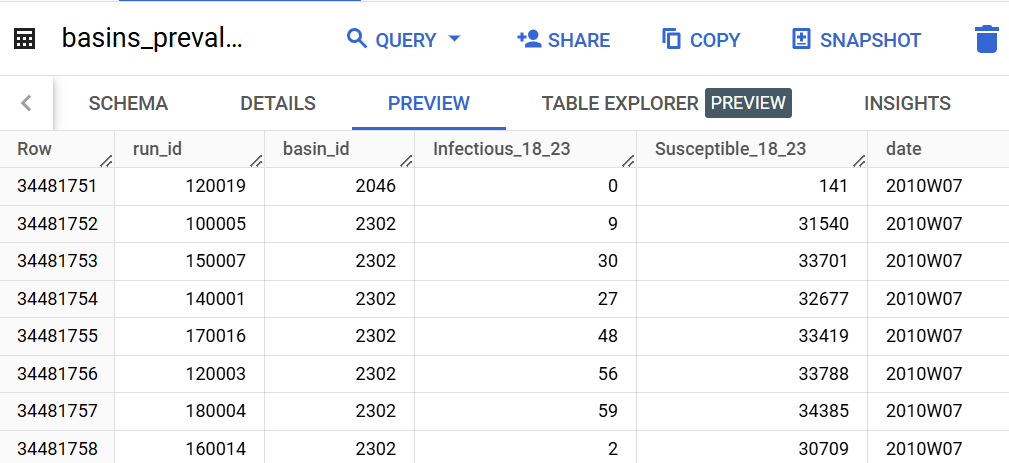 basins_preval... QUERY SHARE COPY SNAPSHOT
SCHEMA DETAILS PREVIEW TABLE EXPLORER PREVIEW INSIGHTS
Row run_id basin_id Infectious_18_23 Susceptible_18_23 date
34481751 120019 2046 0 141 2010W07
34481752 100005 2302 9 31540 2010W07
34481753 150007 2302 30 33701 2010W07
34481754 140001 2302 27 32677 2010W07
34481755 170016 2302 48 33419 2010W07
34481756 120003 2302 56 33788 2010W07
34481757 180004 2302 59 34385 2010W07
34481758 160014 2302 2 30709 2010W07